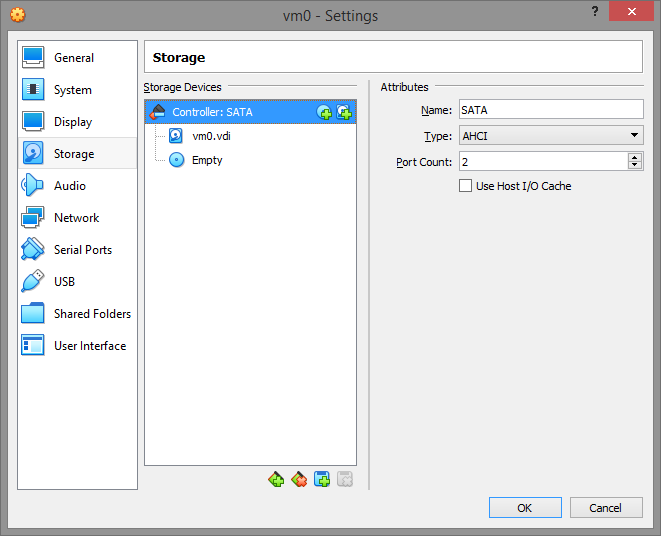 vm0 - Settings
?
General
System
Display
Storage
Audio
Network
Serial Ports
USB
Shared Folders
User Interface
Storage
Storage Devices
Controller: SATA
vm0.vdi
Empty
Attributes
Name: SATA
Type: AHCI
Port Count: 2
Use Host I/O Cache
OK
Cancel